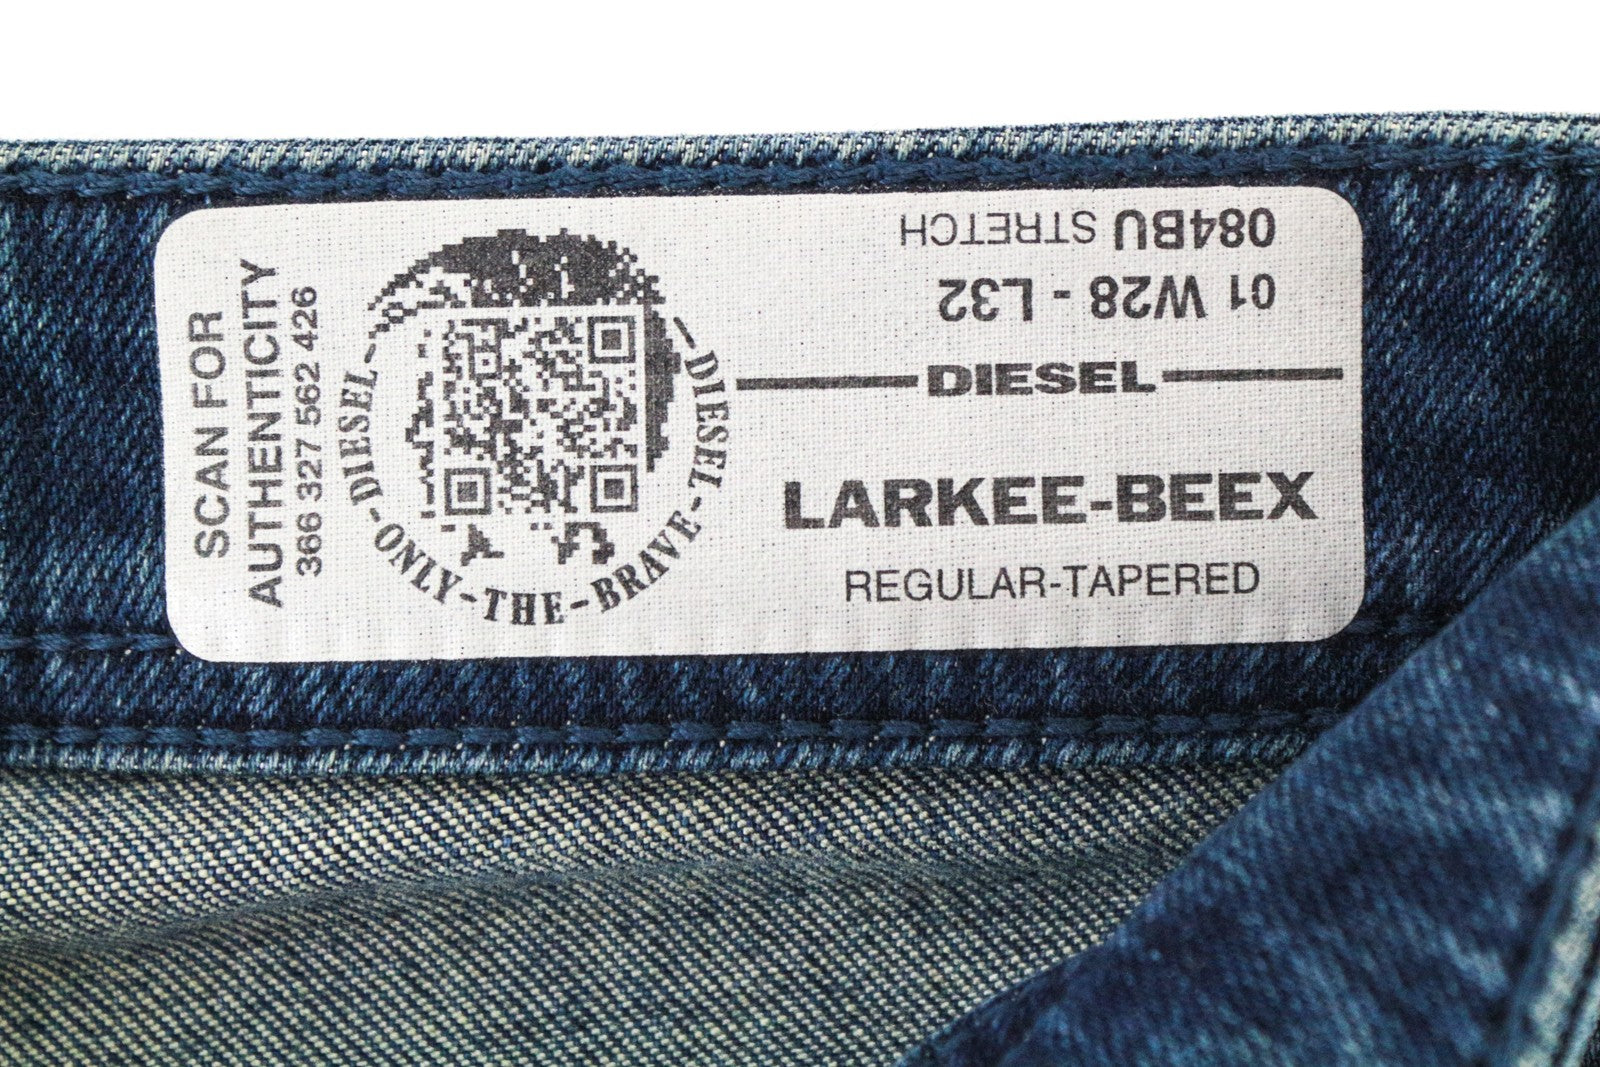 SCAN FOR
AUTHENTICITY
366 327 562 426
DIESEL-ONLY-THE-BRAVE-DIESEL
084BU STRETCH
01 W28 - L32
DIESEL
LARKEE-BEEX
REGULAR-TAPERED